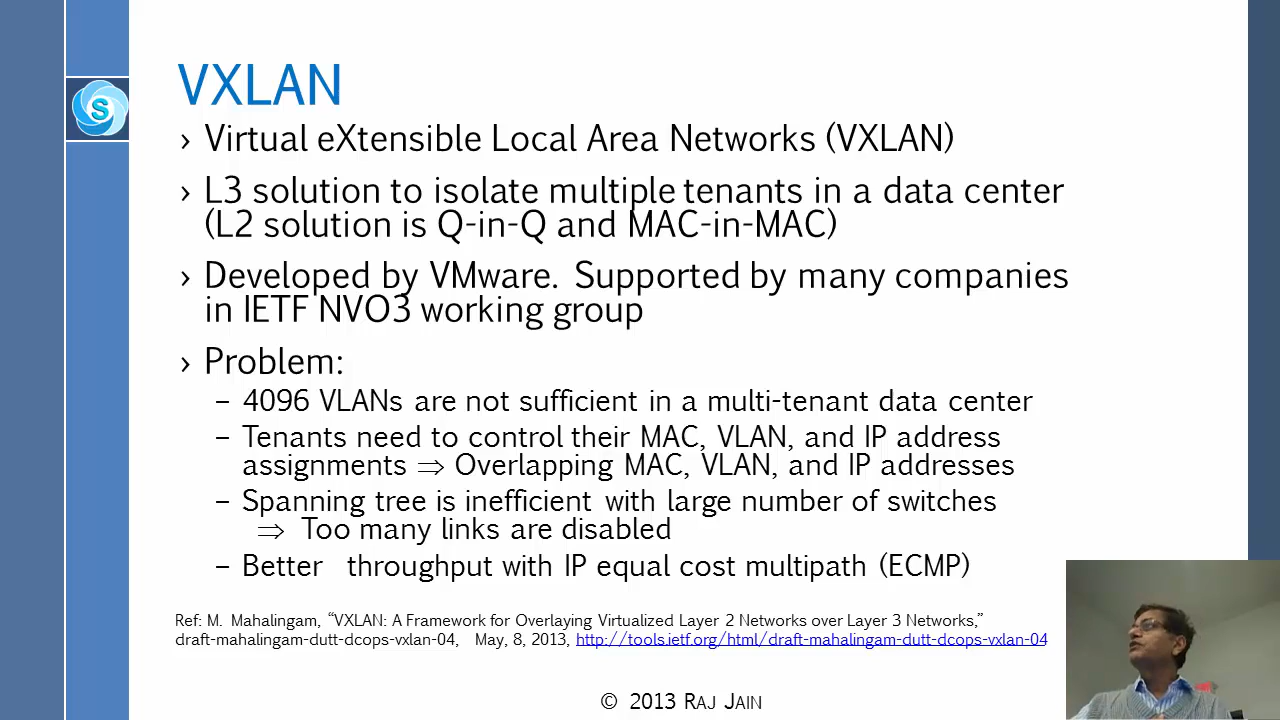 VXLAN
S
› Virtual eXtensible Local Area Networks (VXLAN)
› L3 solution to isolate multiple tenants in a data center
(L2 solution is Q-in-Q and MAC-in-MAC)
› Developed by VMware. Supported by many companies
in IETF NVO3 working group
› Problem:
– 4096 VLANs are not sufficient in a multi-tenant data center
– Tenants need to control their MAC, VLAN, and IP address
assignments ⇒ Overlapping MAC, VLAN, and IP addresses
– Spanning tree is inefficient with large number of switches
⇒ Too many links are disabled
– Better throughput with IP equal cost multipath (ECMP)
Ref: M. Mahalingam, “VXLAN: A Framework for Overlaying Virtualized Layer 2 Networks over Layer 3 Networks,”
draft-mahalingam-dutt-dcops-vxlan-04, May, 8, 2013, http://tools.ietf.org/html/draft-mahalingam-dutt-dcops-vxlan-04
© 2013 RAJ JAIN